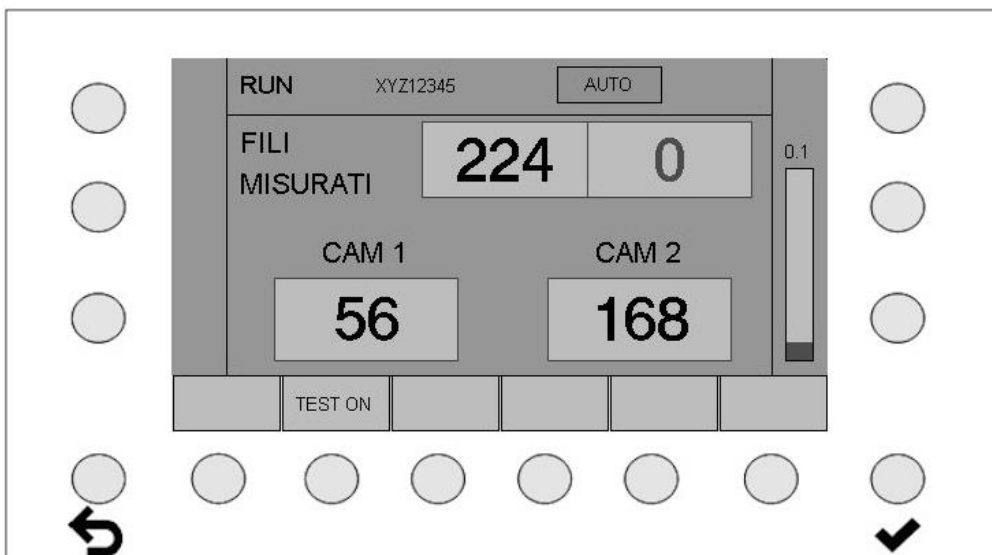 RUN XYZ12345 AUTO
FILI
MISURATI
224 0
0.1
CAM 1 CAM 2
56 168
TEST ON